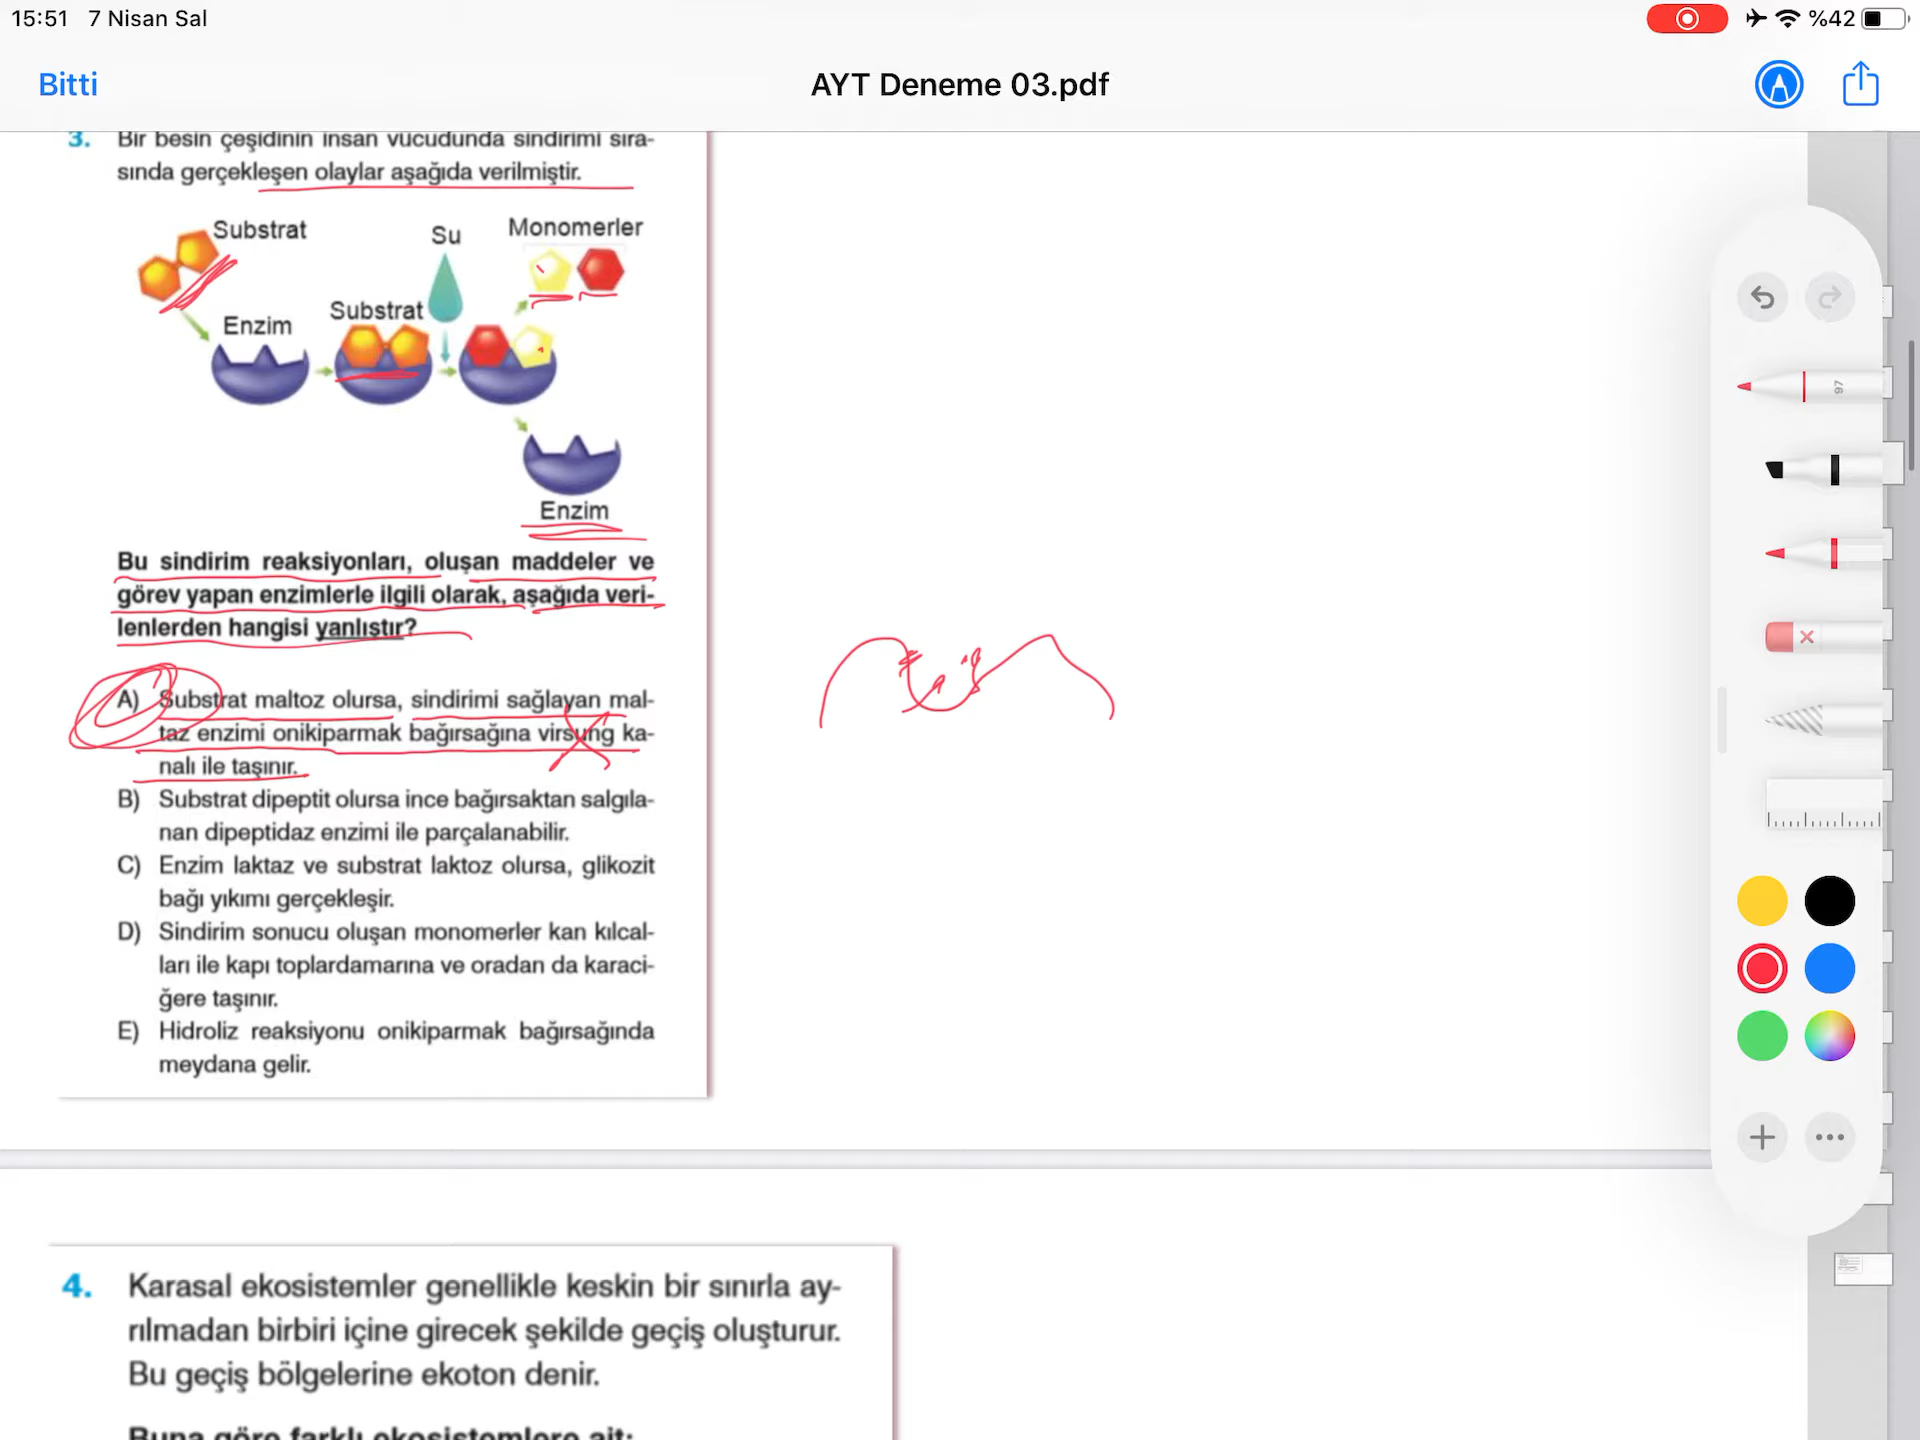 15:51 7 Nisan Sal
%42
Bitti
AYT Deneme 03.pdf
3. Bir besin çeşidinin insan vücudunda sindirimi sıra-
sında gerçekleşen olaylar aşağıda verilmiştir.
Substrat
Su
Monomerler
Substrat
Enzim
Enzim
Bu sindirim reaksiyonları, oluşan maddeler ve
görev yapan enzimlerle ilgili olarak, aşağıda veri-
lenlerden hangisi yanlıştır?
A) Substrat maltoz olursa, sindirimi sağlayan mal-
taz enzimi onikiparmak bağırsağına virsung ka-
nalı ile taşınır.
B) Substrat dipeptit olursa ince bağırsaktan salgıla-
nan dipeptidaz enzimi ile parçalanabilir.
C) Enzim laktaz ve substrat laktoz olursa, glikozit
bağı yıkımı gerçekleşir.
D) Sindirim sonucu oluşan monomerler kan kılcal-
ları ile kapı toplardamarına ve oradan da karaci-
ğere taşınır.
E) Hidroliz reaksiyonu onikiparmak bağırsağında
meydana gelir.
4. Karasal ekosistemler genellikle keskin bir sınırla ay-
rılmadan birbiri içine girecek şekilde geçiş oluşturur.
Bu geçiş bölgelerine ekoton denir.
Buna göre farklı ekosistemlere ait;
97